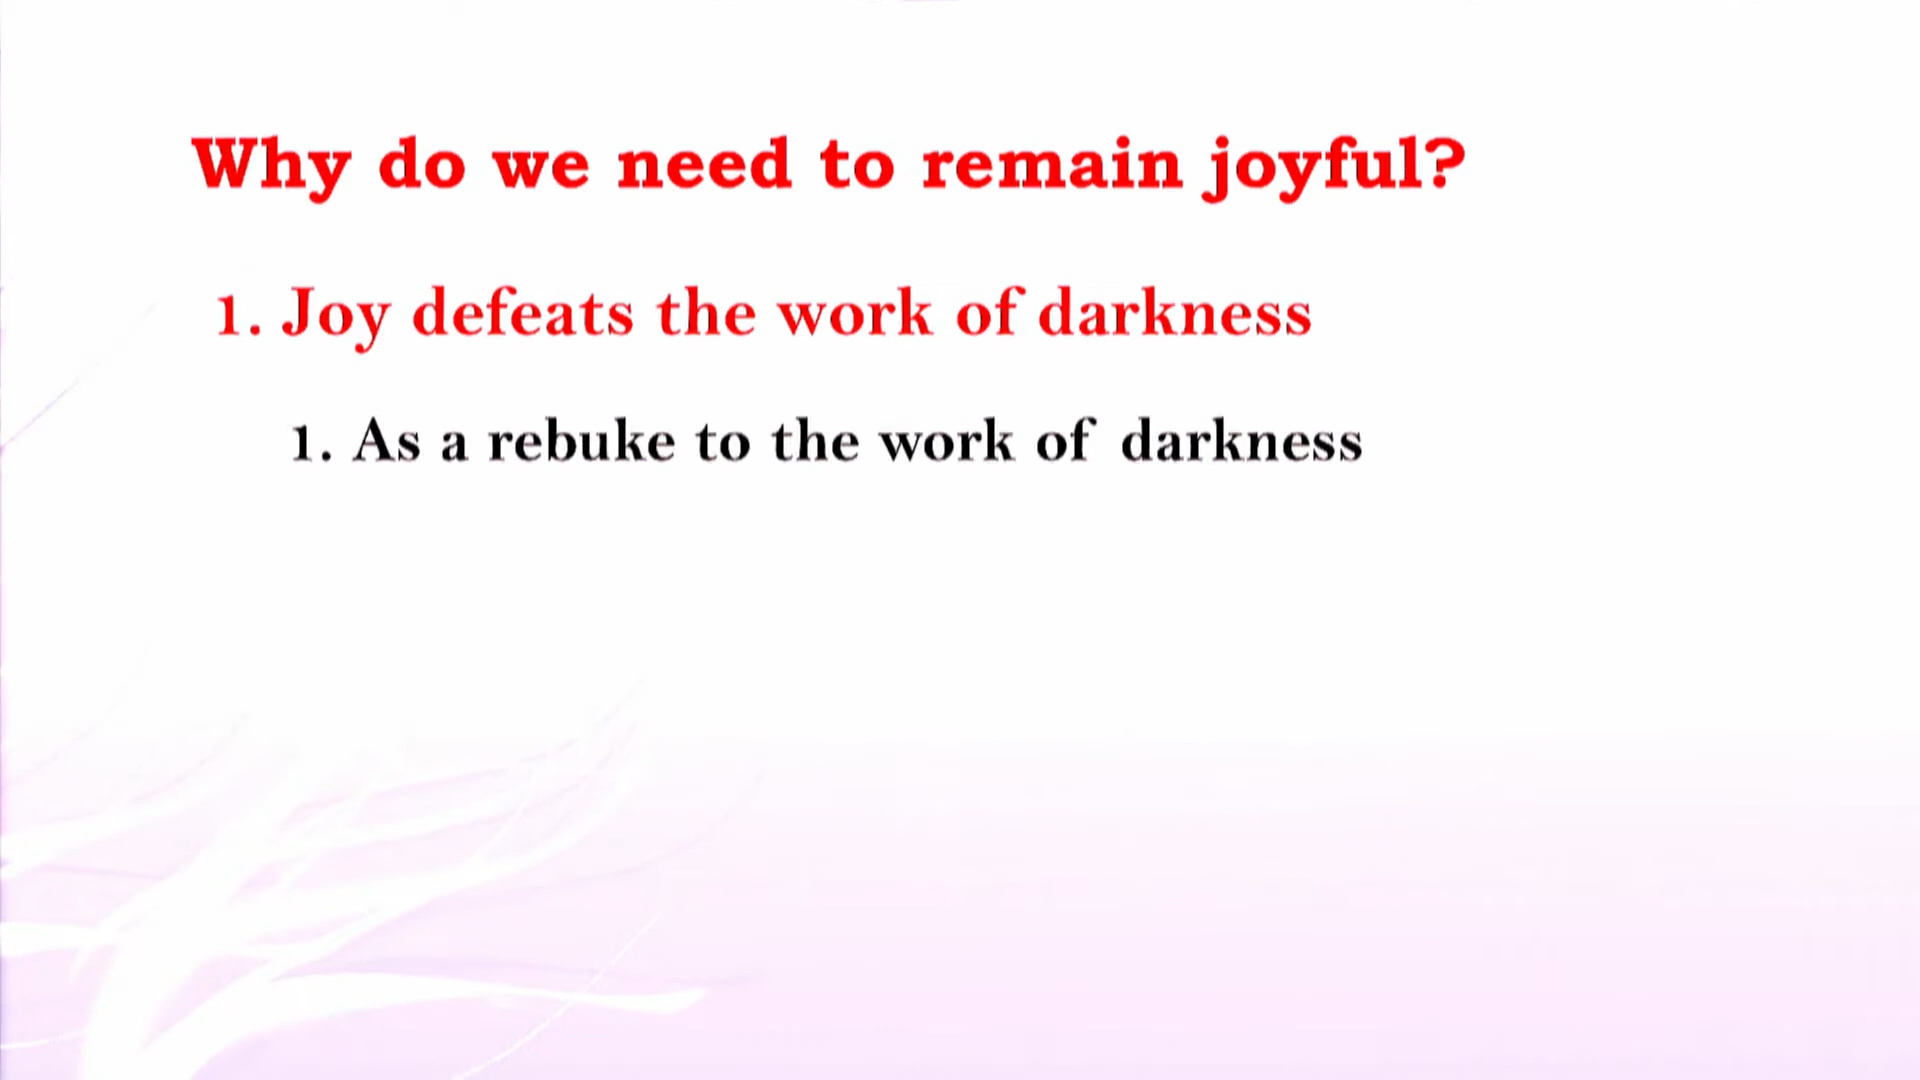 Why do we need to remain joyful?
1. Joy defeats the work of darkness
1. As a rebuke to the work of darkness